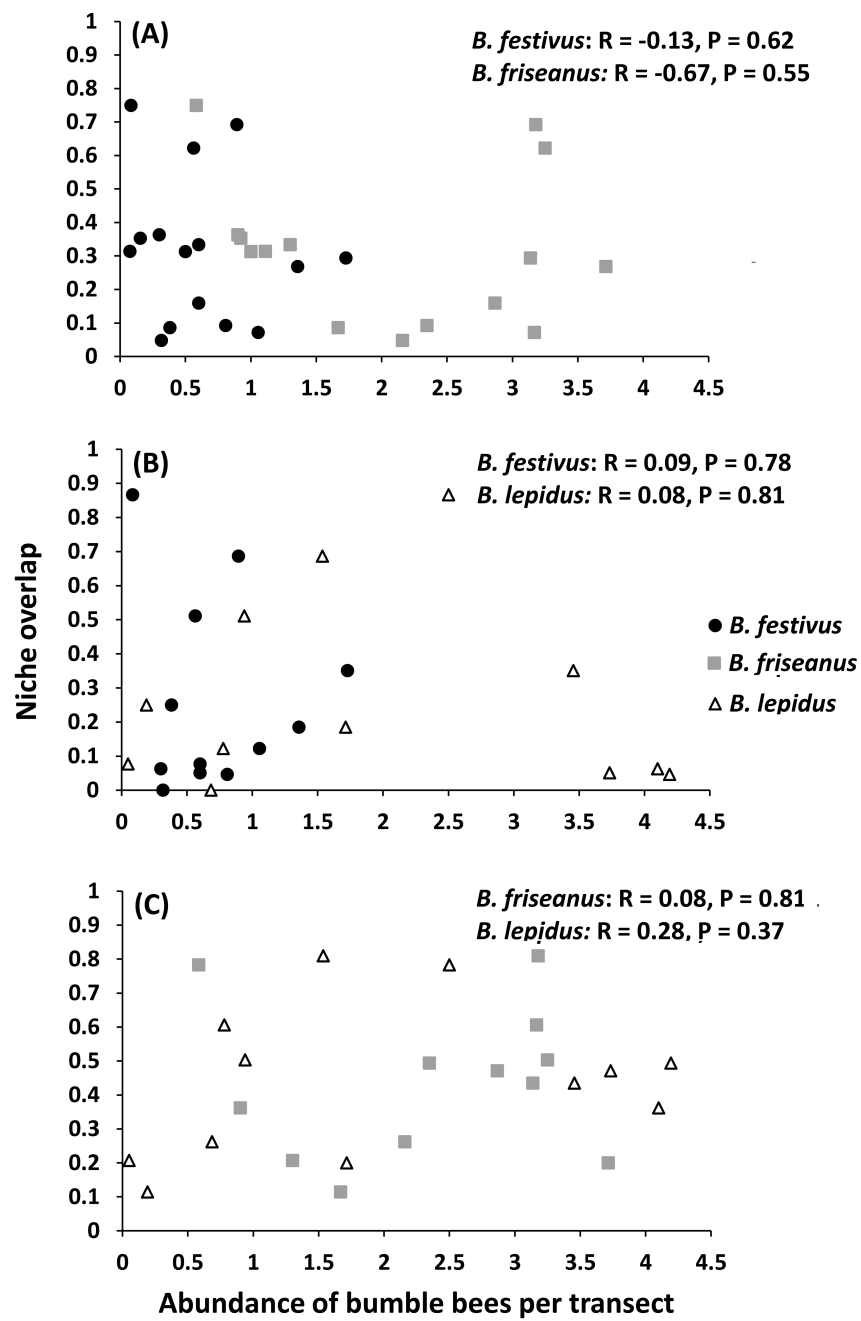 (A)
B. festivus: R = -0.13, P = 0.62
B. friseanus: R = -0.67, P = 0.55
1
0.9
0.8
0.7
0.6
0.5
0.4
0.3
0.2
0.1
0
0 0.5 1 1.5 2 2.5 3 3.5 4 4.5
(B)
B. festivus: R = 0.09, P = 0.78
B. lepidus: R = 0.08, P = 0.81
1
0.9
0.8
0.7
0.6
0.5
0.4
0.3
0.2
0.1
0
0 0.5 1 1.5 2 2.5 3 3.5 4 4.5
Niche overlap
B. festivus
B. friseanus
B. lepidus
(C)
B. friseanus: R = 0.08, P = 0.81
B. lepidus: R = 0.28, P = 0.37
1
0.9
0.8
0.7
0.6
0.5
0.4
0.3
0.2
0.1
0
0 0.5 1 1.5 2 2.5 3 3.5 4 4.5
Abundance of bumble bees per transect